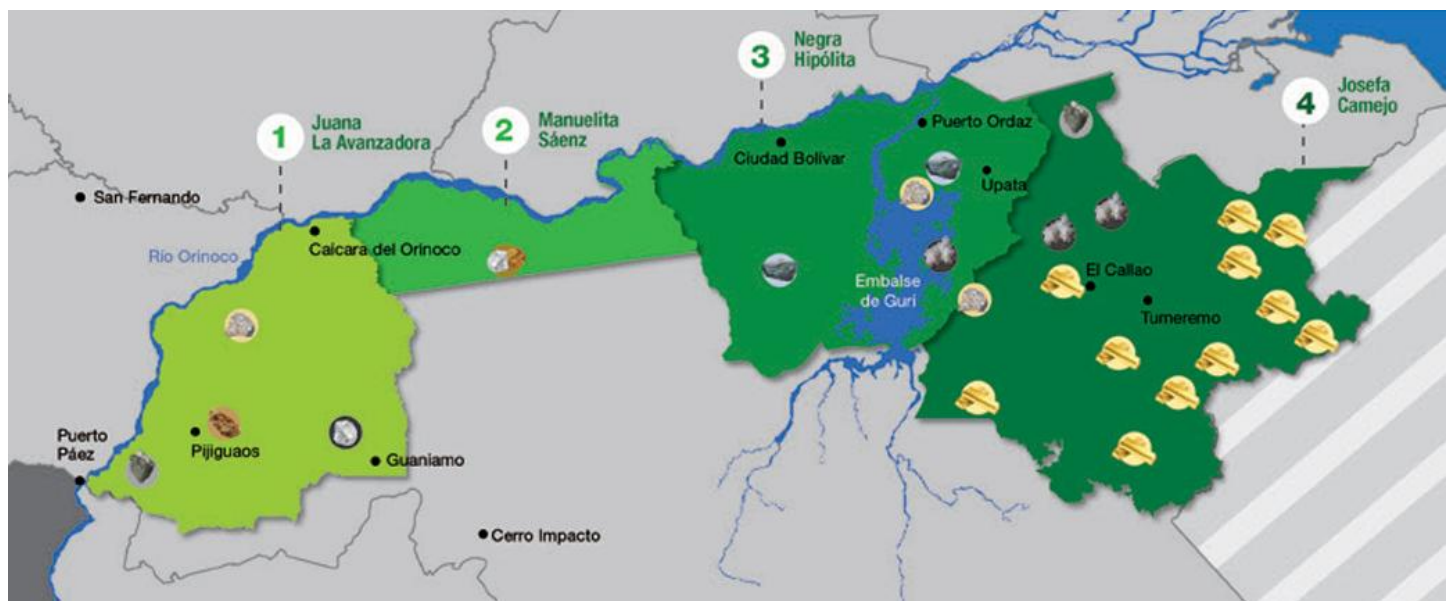 1
Juana
La Avanzadora
2
Manuelita
Sáenz
3
Negra
Hipólita
4
Josefa
Camejo
San Fernando
Río Orinoco
Caicara del Orinoco
Ciudad Bolívar
Puerto Ordaz
Upata
Embalse
de Guri
El Callao
Tumeremo
Puerto
Páez
Pijiguaos
Guaniamo
Cerro Impacto